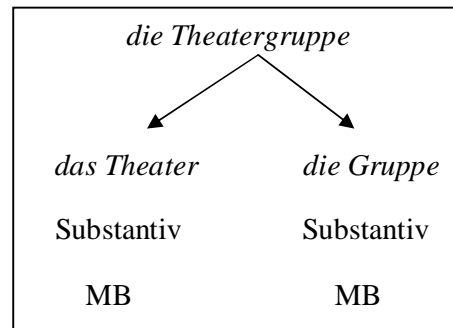 die Theatergruppe
das Theater die Gruppe
Substantiv Substantiv
MB MB